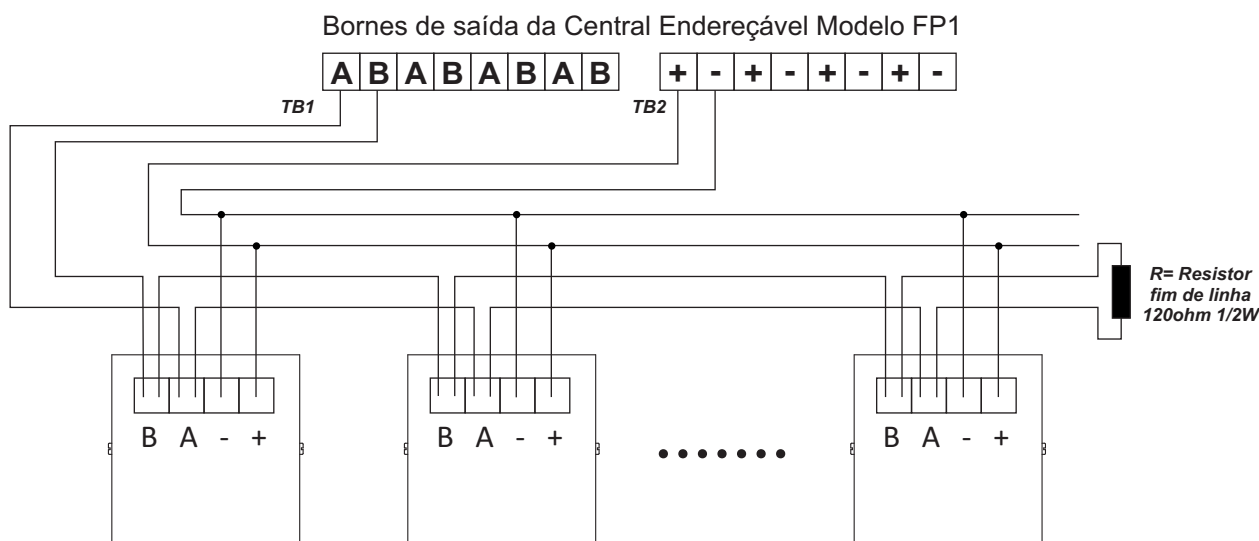 Bornes de saída da Central Endereçável Modelo FP1
A B A B A B A B
+ - + - + - + -
TB1
TB2
R= Resistor
fim de linha
120ohm 1/2W
B A - +
B A - +
B A - +